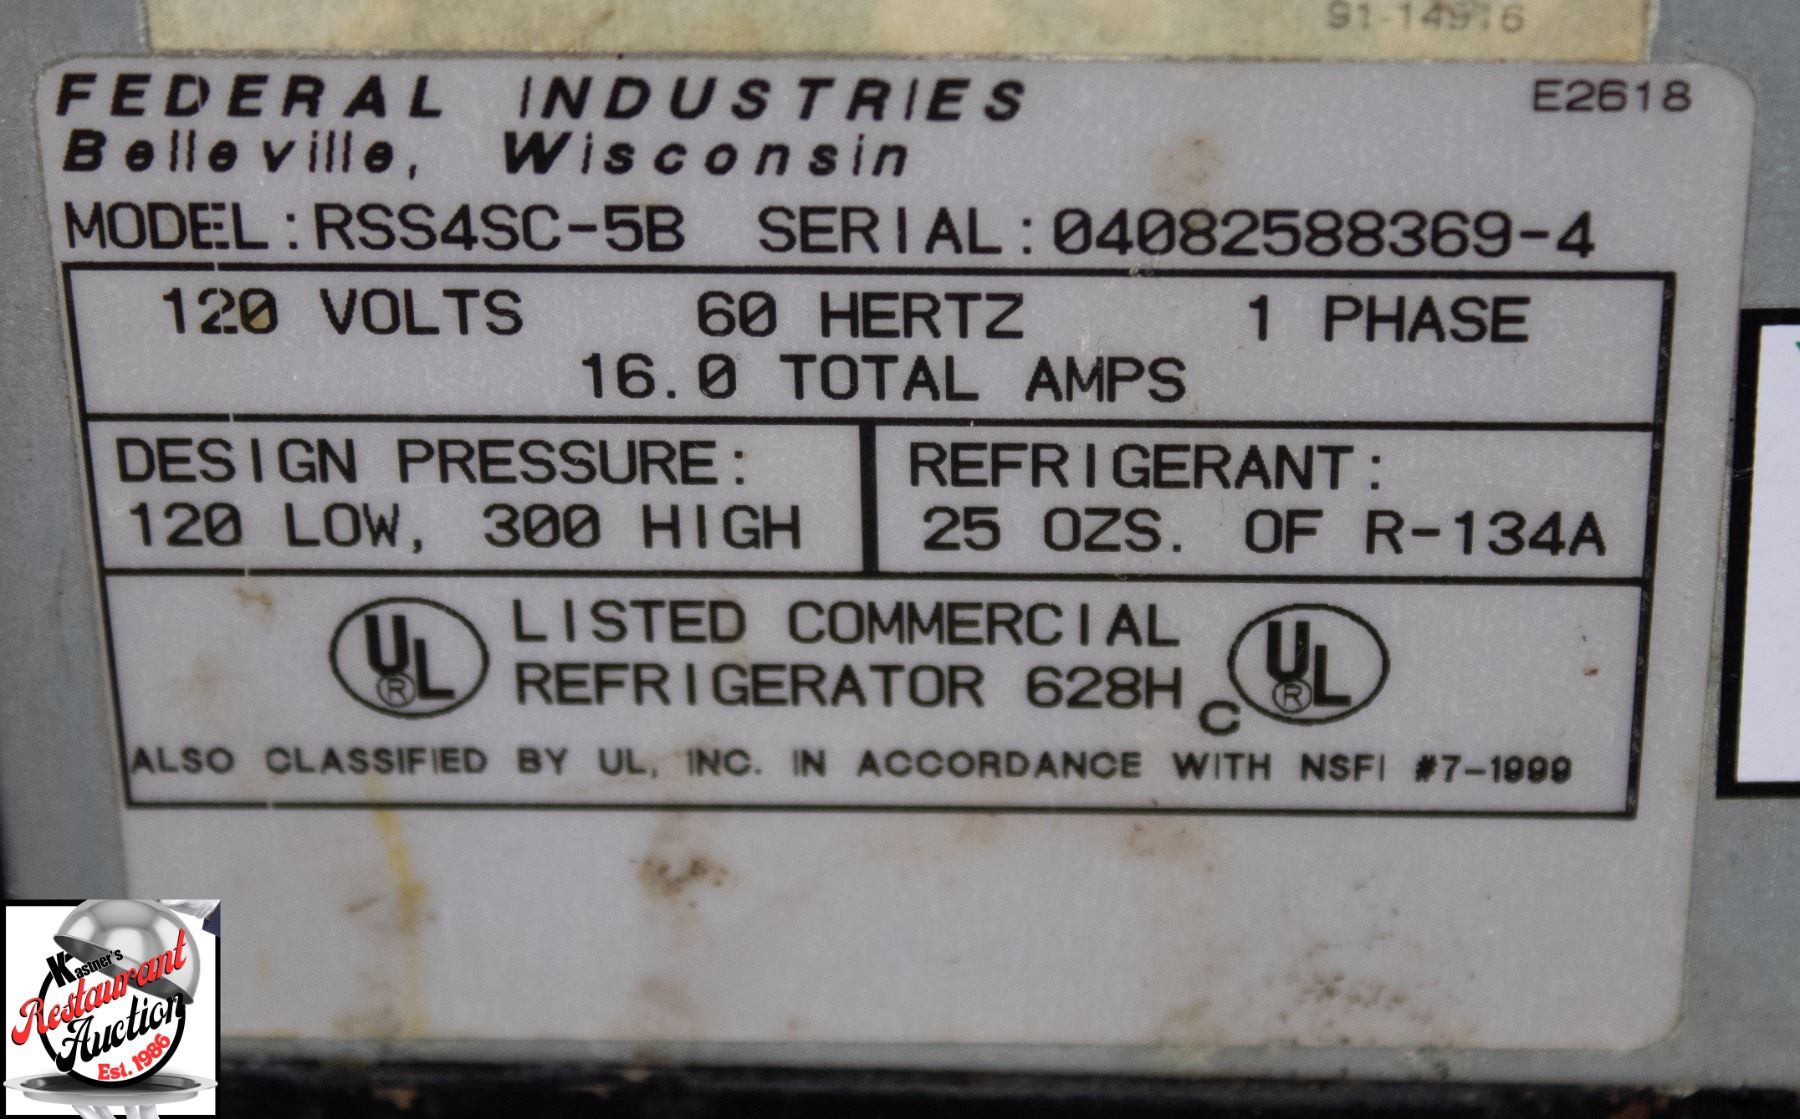 91-14916
FEDERAL INDUSTRIES
E2618
Belleville, Wisconsin
MODEL:RSS4SC-5B SERIAL:04082588369-4
120 VOLTS 60 HERTZ 1 PHASE
16.0 TOTAL AMPS
DESIGN PRESSURE:
120 LOW, 300 HIGH
REFRIGERANT:
25 OZS. OF R-134A
UL® LISTED COMMERCIAL
REFRIGERATOR 628H C UL®
ALSO CLASSIFIED BY UL, INC. IN ACCORDANCE WITH NSFI #7-1999
Kastner's
Restaurant
Auction
Est. 1986